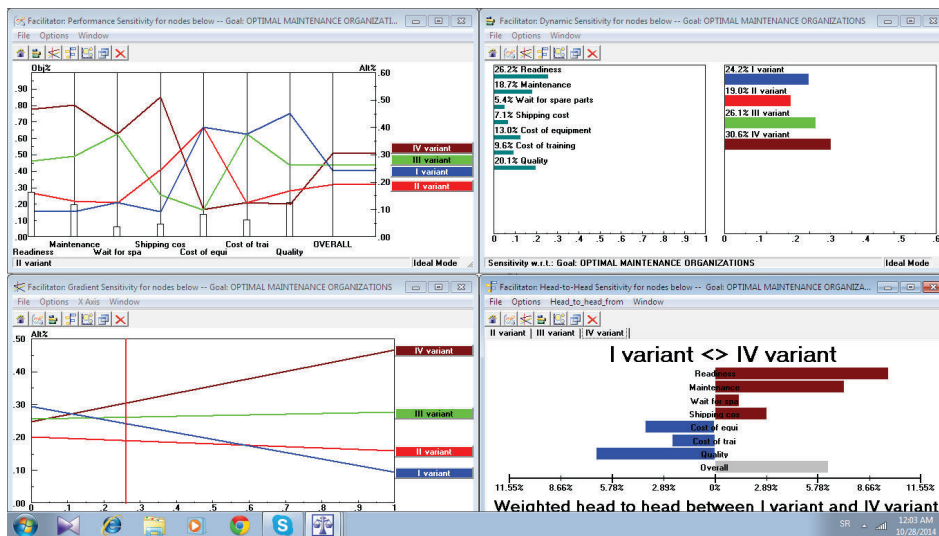 Facilitator: Performance Sensitivity for nodes below -- Goal: OPTIMAL MAINTENANCE ORGANIZATI...
File Options Window
Obj% Alt%
.90
.80
.70
.60
.50
.40
.30
.20
.10
.00
.60
.50
.40
.30
.20
.10
.00
IV variant
III variant
I variant
II variant
Maintenance Shipping cos Cost of trai OVERALL
Readiness Wait for spa Cost of equi Quality
II variant Ideal Mode
Facilitator: Dynamic Sensitivity for nodes below -- Goal: OPTIMAL MAINTENANCE ORGANIZATIONS
File Options Window
26.2% Readiness
18.7% Maintenance
5.4% Wait for spare parts
7.1% Shipping cost
13.0% Cost of equipment
9.6% Cost of training
20.1% Quality
0 .1 .2 .3 .4 .5 .6 .7 .8 .9 1
24.2% I variant
19.0% II variant
26.1% III variant
30.6% IV variant
0 .1 .2 .3 .4 .5 .6
Sensitivity w.r.t.: Goal: OPTIMAL MAINTENANCE ORGANIZATIONS Ideal Mode
Facilitator: Gradient Sensitivity for nodes below -- Goal: OPTIMAL MAINTENANCE ORGANIZATIONS
File Options X Axis Window
Alt%
.50
.40
.30
.20
.10
.00
0 .1 .2 .3 .4 .5 .6 .7 .8 .9 1
IV variant
III variant
II variant
I variant
Facilitator: Head-to-Head Sensitivity for nodes below -- Goal: OPTIMAL MAINTENANCE ORGANIZA...
File Options Head_to_head_from Window
II variant III variant IV variant
I variant <> IV variant
Readiness
Maintenance
Wait for spa
Shipping cos
Cost of equi
Cost of trai
Quality
Overall
11.55% 8.66% 5.78% 2.89% 0% 2.89% 5.78% 8.66% 11.55%
Weighted head to head between I variant and IV variant
SR
12:03 AM
10/28/2014